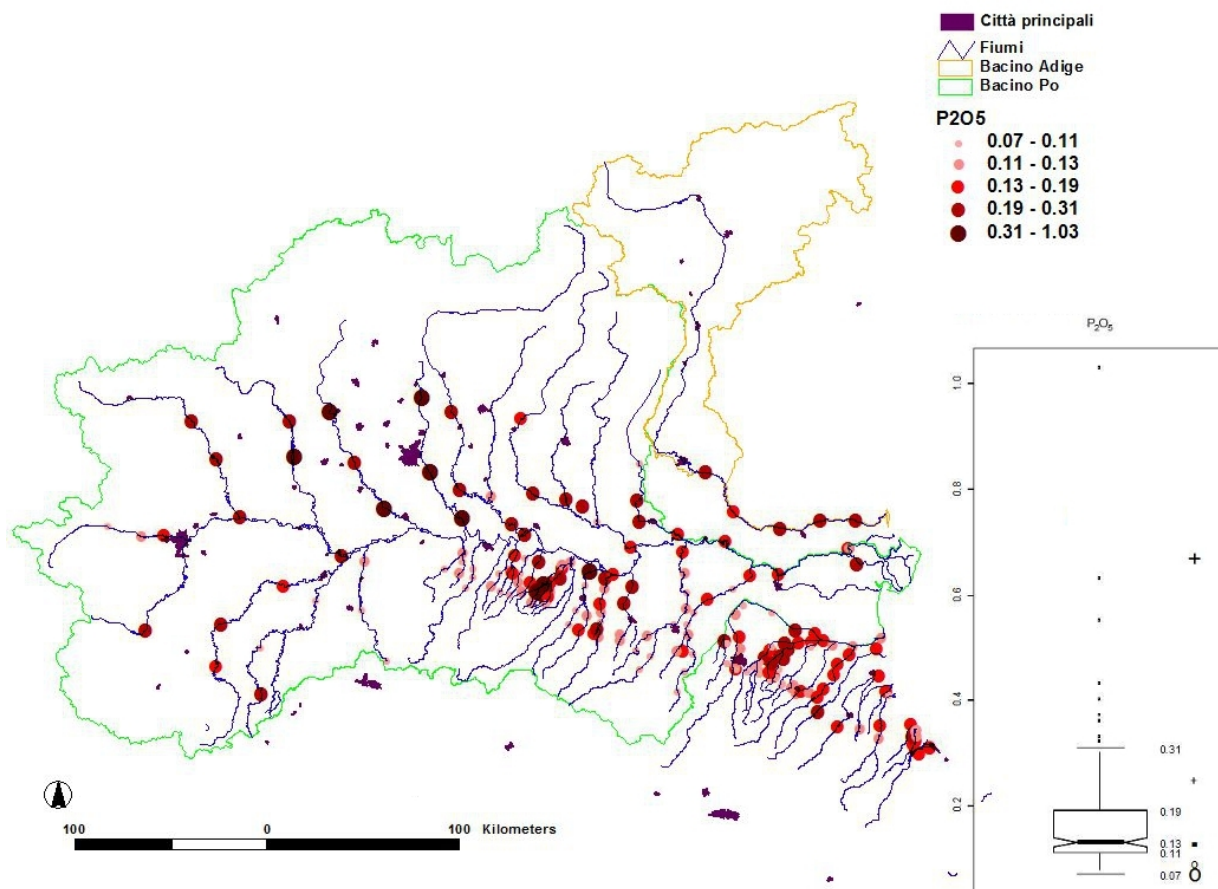 Città principali
Fiumi
Bacino Adige
Bacino Po
P2O5
0.07 - 0.11
0.11 - 0.13
0.13 - 0.19
0.19 - 0.31
0.31 - 1.03
P₂O₅
1.0
0.8
0.6
0.4
0.2
0.31
0.19
0.13
0.11
0.07
100 0 100 Kilometers